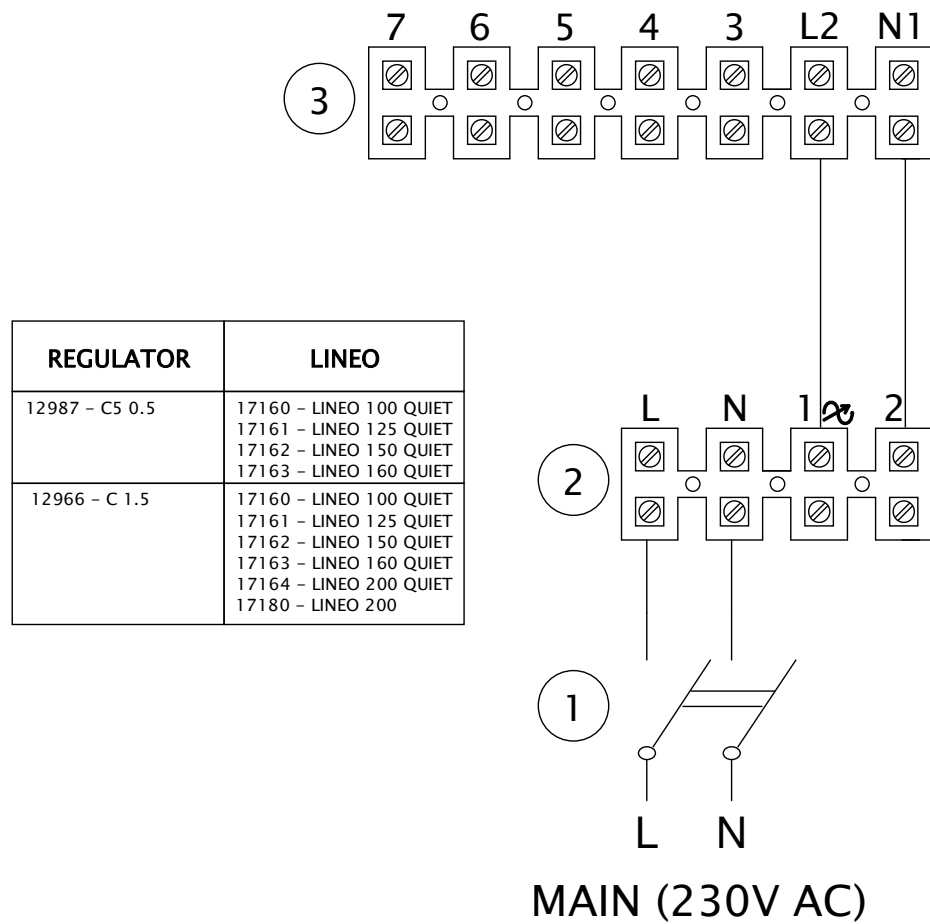 7 6 5 4 3 L2 N1
3
REGULATOR LINEO
12987 – C5 0.5 17160 – LINEO 100 QUIET
17161 – LINEO 125 QUIET
17162 – LINEO 150 QUIET
17163 – LINEO 160 QUIET
12966 – C 1.5 17160 – LINEO 100 QUIET
17161 – LINEO 125 QUIET
17162 – LINEO 150 QUIET
17163 – LINEO 160 QUIET
17164 – LINEO 200 QUIET
17180 – LINEO 200
L N 1 2
2
1
L N
MAIN (230V AC)